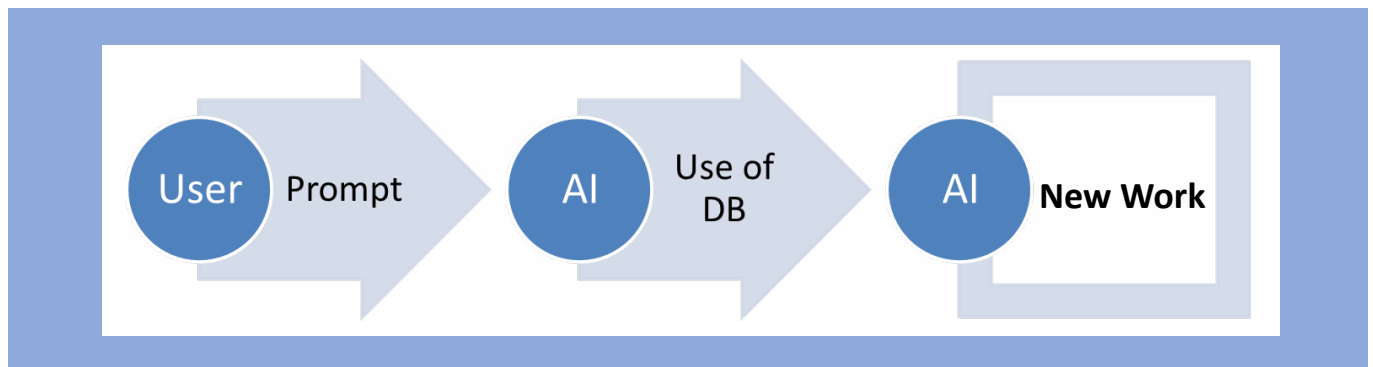 User
Prompt
AI
Use of
DB
AI
New Work